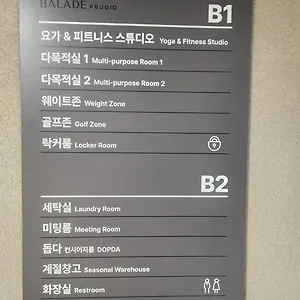 BALADE PRUGIO
B1
요가 & 피트니스 스튜디오 Yoga & Fitness Studio
다목적실 1 Multi-purpose Room 1
다목적실 2 Multi-purpose Room 2
웨이트존 Weight Zone
골프존 Golf Zone
락커룸 Locker Room
B2
세탁실 Laundry Room
미팅룸 Meeting Room
돕다 컨시어지룸 DOPDA
계절창고 Seasonal Warehouse
화장실 Restroom